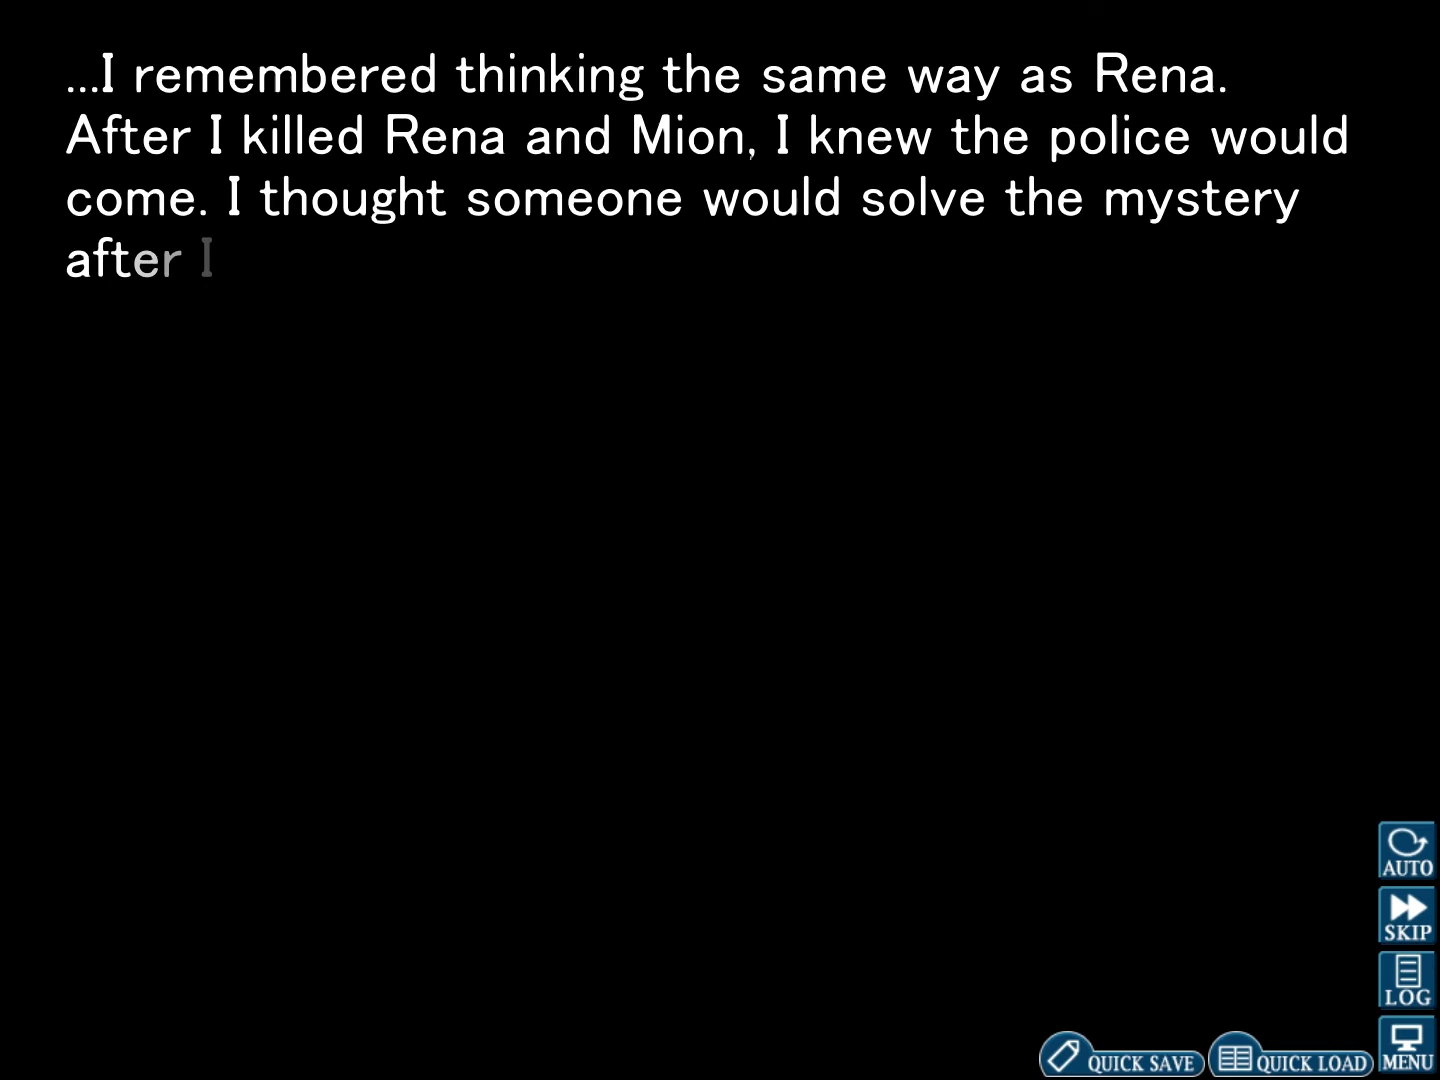 ...I remembered thinking the same way as Rena.
After I killed Rena and Mion, I knew the police would
come. I thought someone would solve the mystery
after I
AUTO
SKIP
LOG
QUICK SAVE
QUICK LOAD
MENU